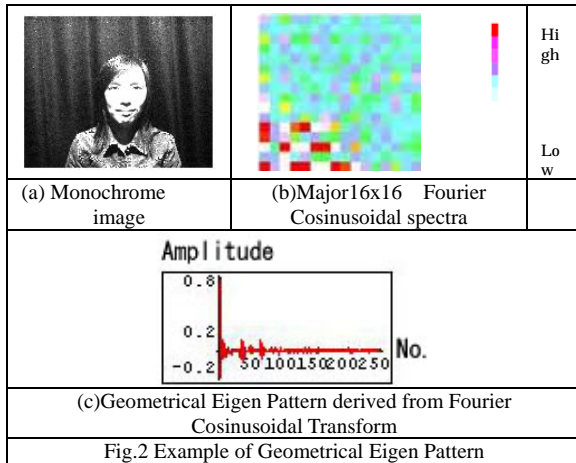 Hi
gh
Lo
w
(a) Monochrome
image
(b)Major16x16 Fourier
Cosinusoidal spectra
Amplitude
0.8
0.2
-0.2
50100150200250
No.
(c)Geometrical Eigen Pattern derived from Fourier
Cosinusoidal Transform
Fig.2 Example of Geometrical Eigen Pattern